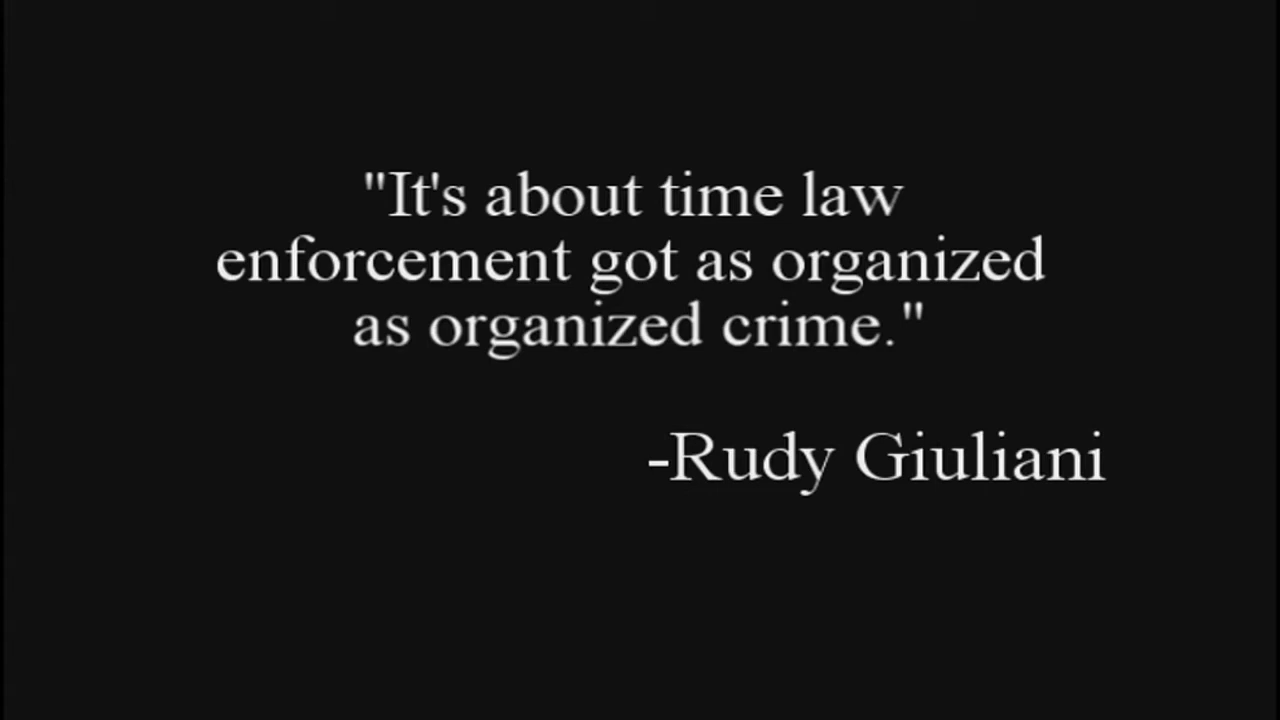 "It's about time law
enforcement got as organized
as organized crime."
-Rudy Giuliani